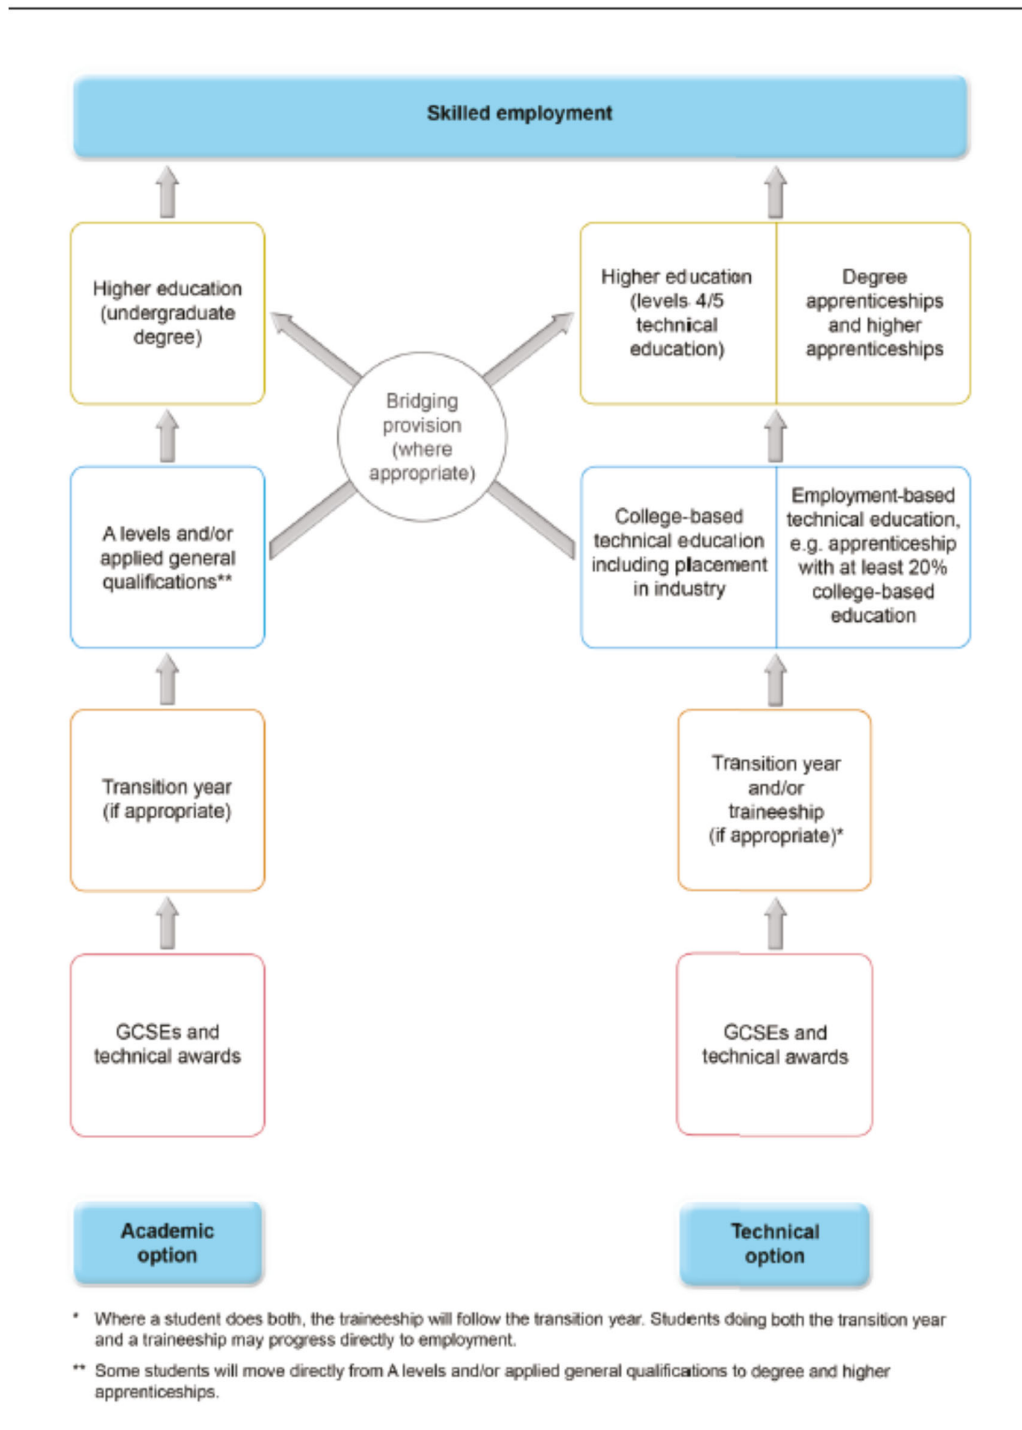 Skilled employment
Higher education
(undergraduate
degree)
Higher education
(levels 4/5
technical
education)
Degree
apprenticeships
and higher
apprenticeships
Bridging
provision
(where
appropriate)
A levels and/or
applied general
qualifications**
College-based
technical education
including placement
in industry
Employment-based
technical education,
e.g. apprenticeship
with at least 20%
college-based
education
Transition year
(if appropriate)
Transition year
and/or
traineeship
(if appropriate)*
GCSEs and
technical awards
GCSEs and
technical awards
Academic
option
Technical
option
* Where a student does both, the traineeship will follow the transition year. Students doing both the transition year
and a traineeship may progress directly to employment.
** Some students will move directly from A levels and/or applied general qualifications to degree and higher
apprenticeships.